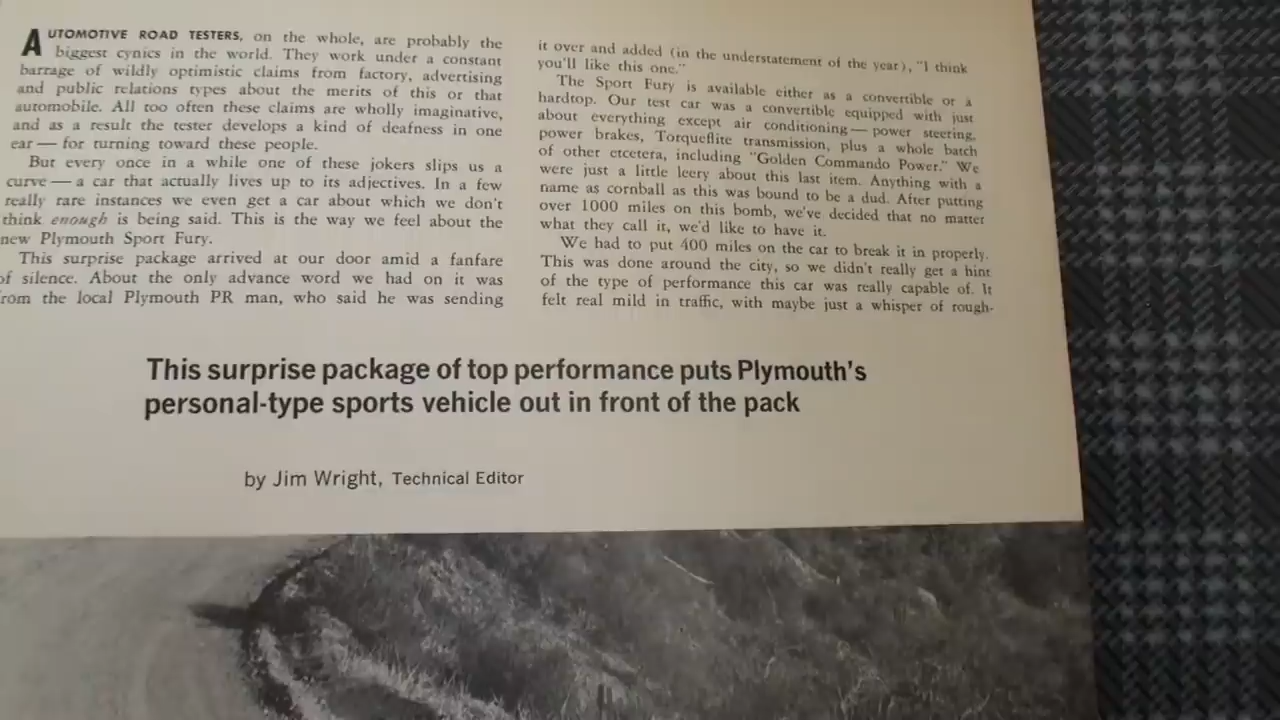 AUTOMOTIVE ROAD TESTERS, on the whole, are probably the
biggest cynics in the world. They work under a constant
barrage of wildly optimistic claims from factory, advertising
and public relations types about the merits of this or that
automobile. All too often these claims are wholly imaginative,
and as a result the tester develops a kind of deafness in one
ear — for turning toward these people.
But every once in a while one of these jokers slips us a
curve — a car that actually lives up to its adjectives. In a few
really rare instances we even get a car about which we don't
think enough is being said. This is the way we feel about the
new Plymouth Sport Fury.
This surprise package arrived at our door amid a fanfare
of silence. About the only advance word we had on it was
from the local Plymouth PR man, who said he was sending
it over and added (in the understatement of the year), "I think
you'll like this one."
The Sport Fury is available either as a convertible or a
hardtop. Our test car was a convertible equipped with just
about everything except air conditioning — power steering,
power brakes, Torqueflite transmission, plus a whole batch
of other etcetera, including "Golden Commando Power." We
were just a little leery about this last item. Anything with a
name as cornball as this was bound to be a dud. After putting
over 1000 miles on this bomb, we've decided that no matter
what they call it, we'd like to have it.
We had to put 400 miles on the car to break it in properly.
This was done around the city, so we didn't really get a hint
of the type of performance this car was really capable of. It
felt real mild in traffic, with maybe just a whisper of rough-
This surprise package of top performance puts Plymouth's
personal-type sports vehicle out in front of the pack
by Jim Wright, Technical Editor